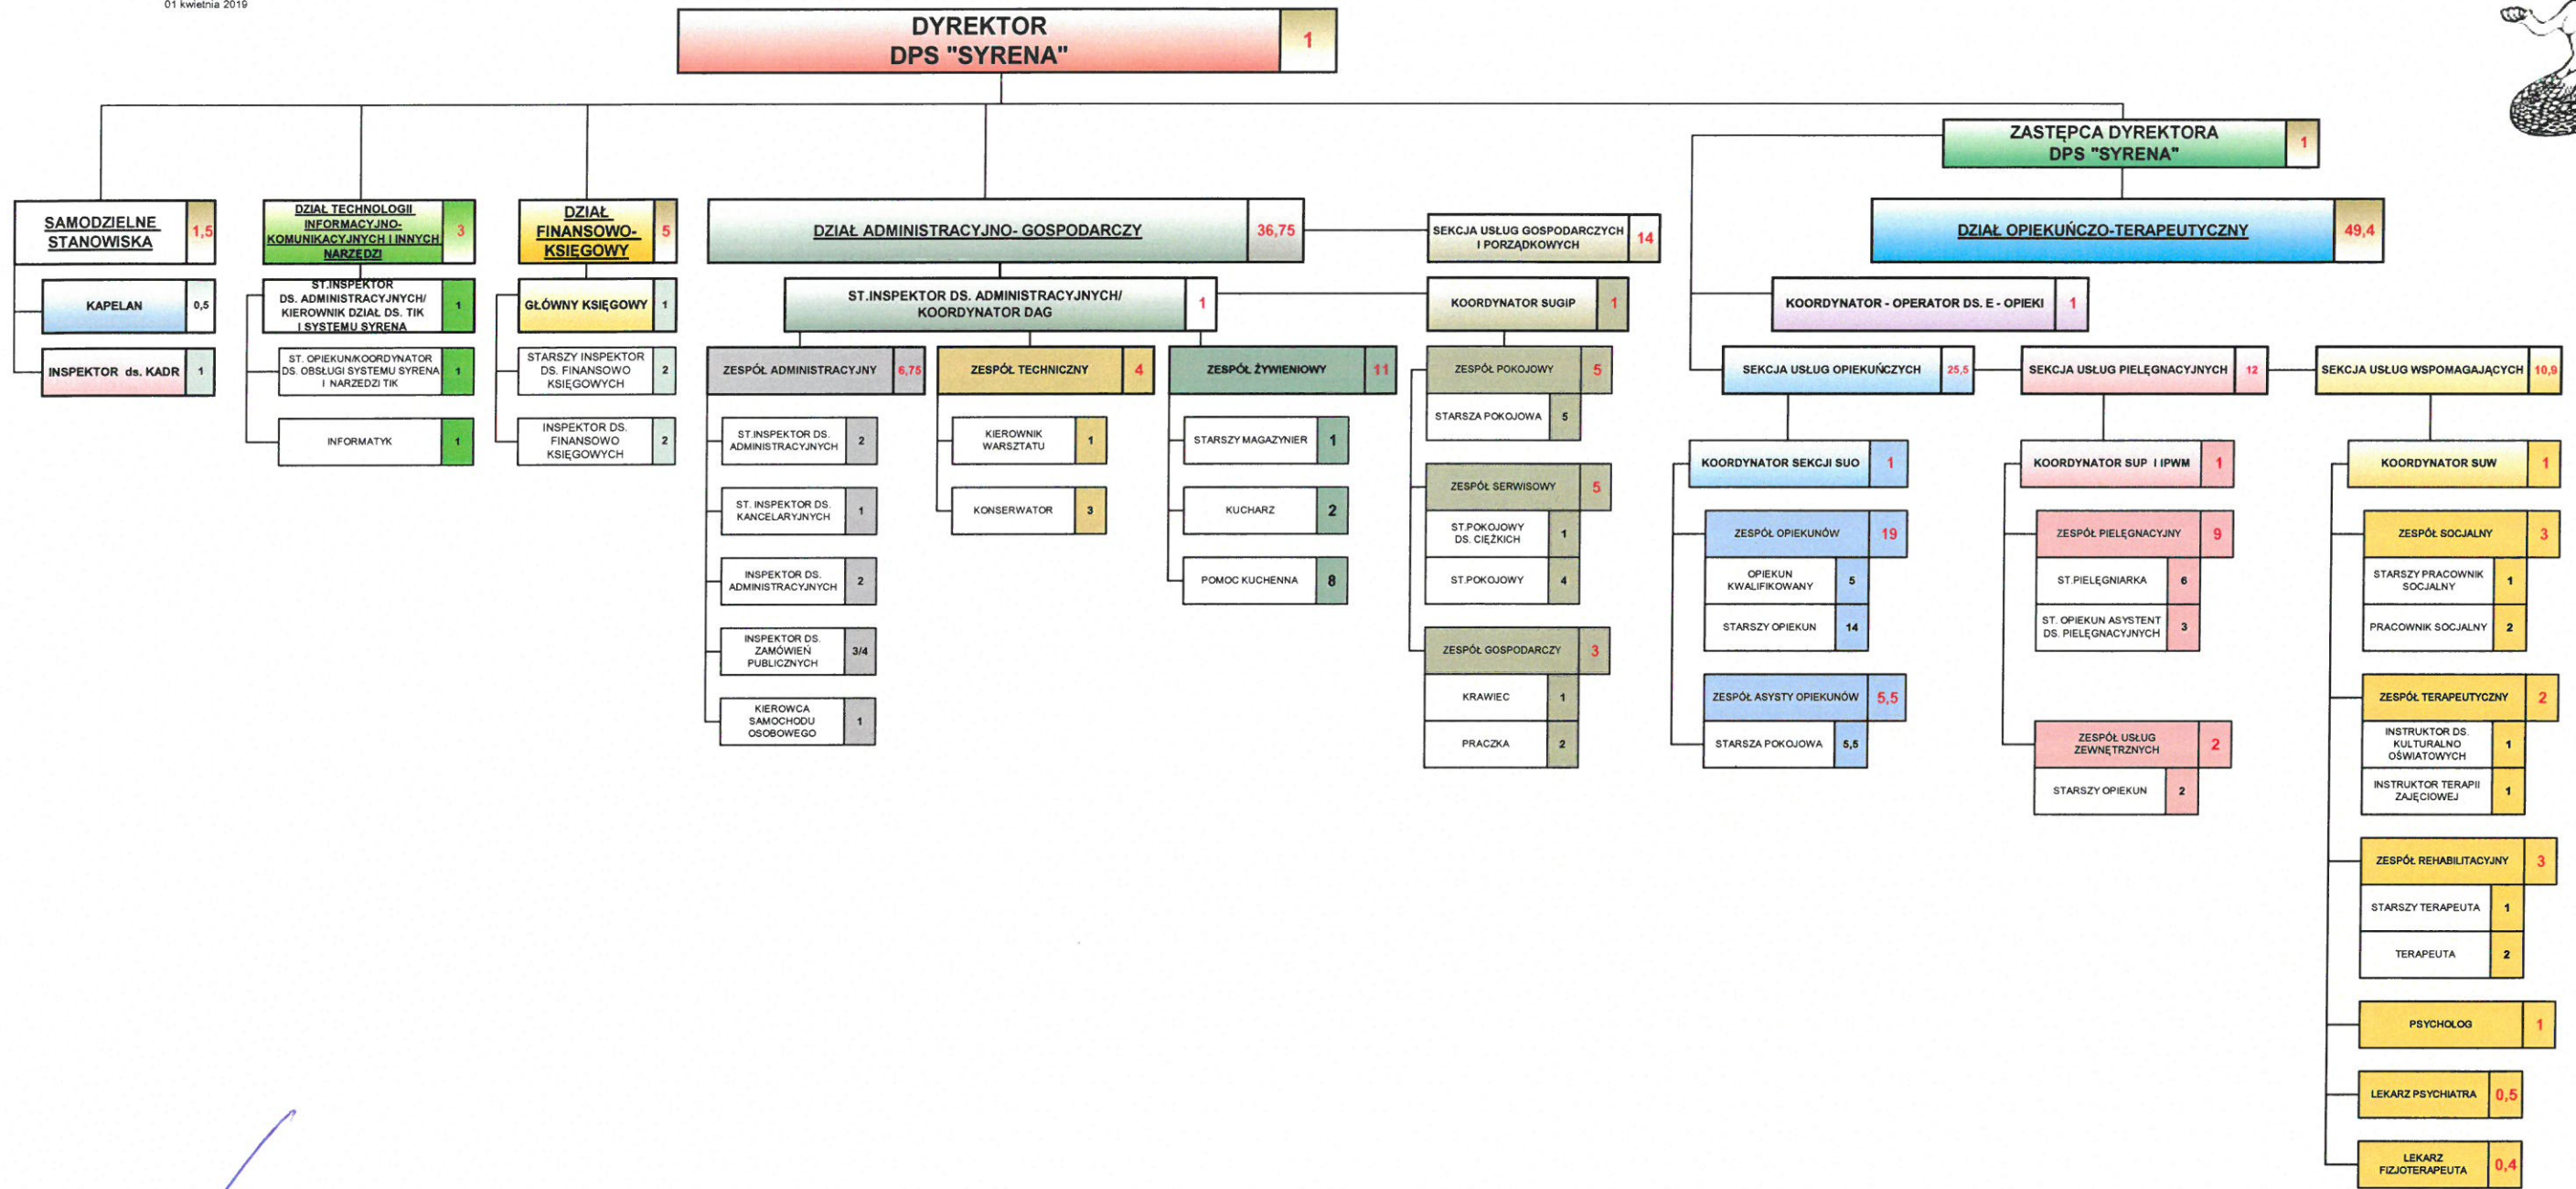 01 kwietnia 2019
DYREKTOR
DPS "SYRENA"
1
ZASTĘPCA DYREKTORA
DPS "SYRENA"
1
SAMODZIELNE
STANOWISKA
1,5
KAPELAN
0,5
INSPEKTOR ds. KADR
1
DZIAŁ TECHNOLOGII
INFORMACYJNO-
KOMUNIKACYJNYCH I INNYCH
NARZĘDZI
3
ST.INSPEKTOR
DS. ADMINISTRACYJNYCH/
KIEROWNIK DZIAŁ DS. TIK
I SYSTEMU SYRENA
1
ST. OPIEKUN/KOORDYNATOR
DS. OBSŁUGI SYSTEMU SYRENA
I NARZEDZI TIK
1
INFORMATYK
1
DZIAŁ
FINANSOWO-
KSIĘGOWY
5
GŁÓWNY KSIĘGOWY
1
STARSZY INSPEKTOR
DS. FINANSOWO
KSIĘGOWYCH
2
INSPEKTOR DS.
FINANSOWO
KSIĘGOWYCH
2
DZIAŁ ADMINISTRACYJNO- GOSPODARCZY
36,75
ST.INSPEKTOR DS. ADMINISTRACYJNYCH/
KOORDYNATOR DAG
1
ZESPÓŁ ADMINISTRACYJNY
6,75
ST.INSPEKTOR DS.
ADMINISTRACYJNYCH
2
ST. INSPEKTOR DS.
KANCELARYJNYCH
1
INSPEKTOR DS.
ADMINISTRACYJNYCH
2
INSPEKTOR DS.
ZAMÓWIEŃ
PUBLICZNYCH
3/4
KIEROWCA
SAMOCHODU
OSOBOWEGO
1
ZESPÓŁ TECHNICZNY
4
KIEROWNIK
WARSZTATU
1
KONSERWATOR
3
ZESPÓŁ ŻYWIENIOWY
11
STARSZY MAGAZYNIER
1
KUCHARZ
2
POMOC KUCHENNA
8
SEKCJA USŁUG GOSPODARCZYCH
I PORZĄDKOWYCH
14
KOORDYNATOR SUGIP
1
ZESPÓŁ POKOJOWY
5
STARSZA POKOJOWA
5
ZESPÓŁ SERWISOWY
5
ST.POKOJOWY
DS. CIĘŻKICH
1
ST.POKOJOWY
4
ZESPÓŁ GOSPODARCZY
3
KRAWIEC
1
PRACZKA
2
DZIAŁ OPIEKUŃCZO-TERAPEUTYCZNY
49,4
KOORDYNATOR - OPERATOR DS. E - OPIEKI
1
SEKCJA USŁUG OPIEKUŃCZYCH
25,5
KOORDYNATOR SEKCJI SUO
1
ZESPÓŁ OPIEKUNÓW
19
OPIEKUN
KWALIFIKOWANY
5
STARSZY OPIEKUN
14
ZESPÓŁ ASYSTY OPIEKUNÓW
5,5
STARSZA POKOJOWA
5,5
SEKCJA USŁUG PIELĘGNACYJNYCH
12
KOORDYNATOR SUP I IPWM
1
ZESPÓŁ PIELĘGNACYJNY
9
ST.PIELĘGNIARKA
6
ST. OPIEKUN ASYSTENT
DS. PIELĘGNACYJNYCH
3
ZESPÓŁ USŁUG
ZEWNĘTRZNYCH
2
STARSZY OPIEKUN
2
SEKCJA USŁUG WSPOMAGAJĄCYCH
10,9
KOORDYNATOR SUW
1
ZESPÓŁ SOCJALNY
3
STARSZY PRACOWNIK
SOCJALNY
1
PRACOWNIK SOCJALNY
2
ZESPÓŁ TERAPEUTYCZNY
2
INSTRUKTOR DS.
KULTURALNO
OŚWIATOWYCH
1
INSTRUKTOR TERAPII
ZAJĘCIOWEJ
1
ZESPÓŁ REHABILITACYJNY
3
STARSZY TERAPEUTA
1
TERAPEUTA
2
PSYCHOLOG
1
LEKARZ PSYCHIATRA
0,5
LEKARZ
FIZJOTERAPEUTA
0,4